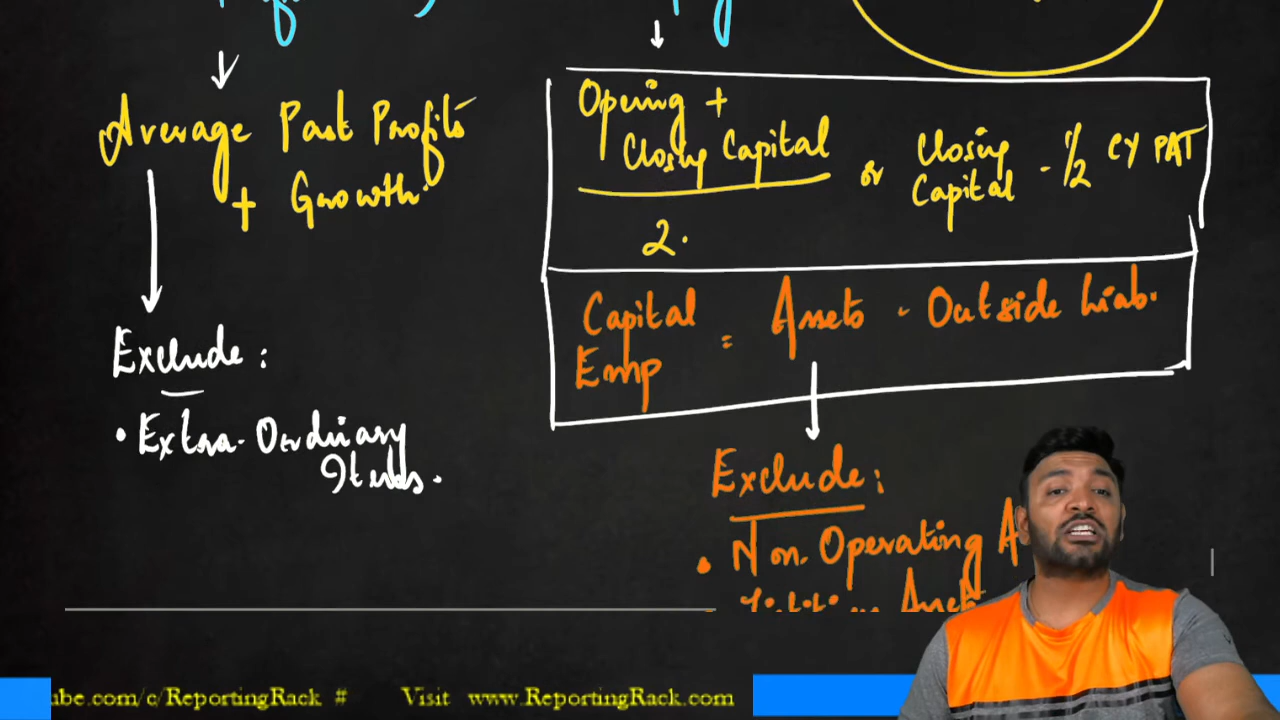 Average Past Profits
+ Growth.
Exclude :
• Extra-Ordinary
Items.
Opening +
Closing Capital
2.
or
Closing
Capital - 1/2 CY PAT
Capital
Emp = Assets - Outside Liab.
Exclude :
• Non-Operating
ube.com/c/ReportingRack # Visit www.ReportingRack.com